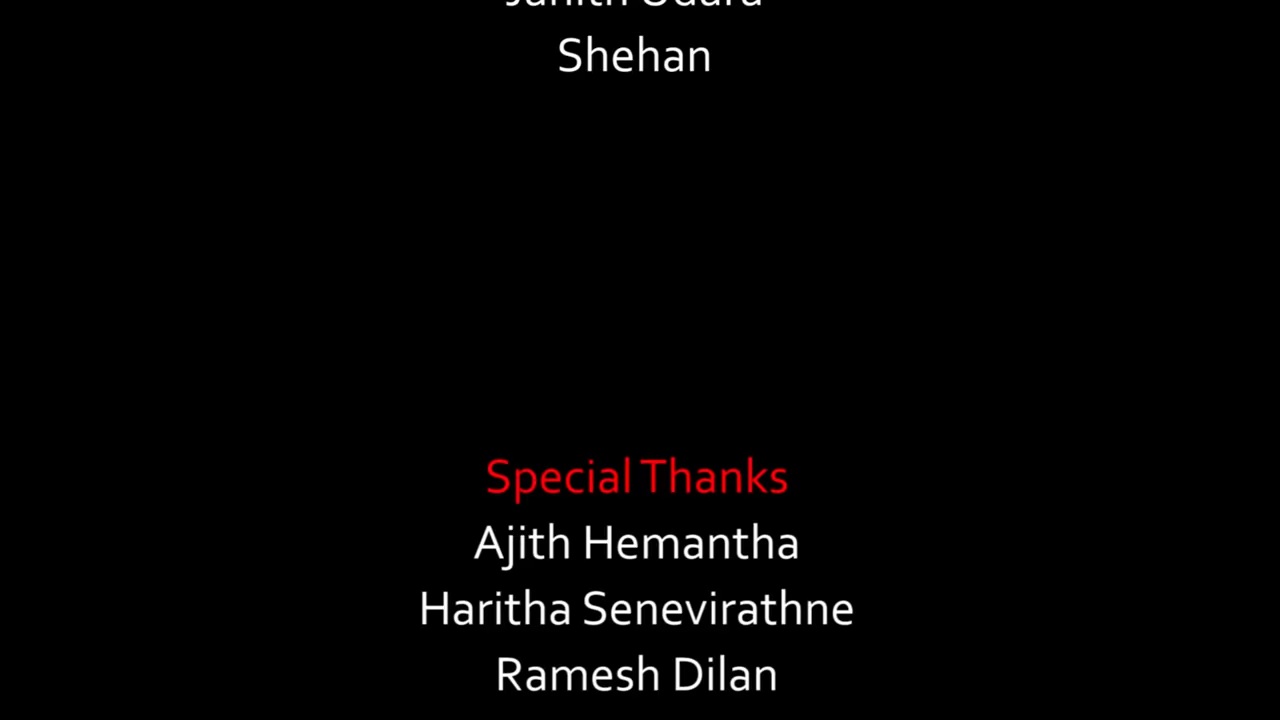 Shehan
Special Thanks
Ajith Hemantha
Haritha Senevirathne
Ramesh Dilan